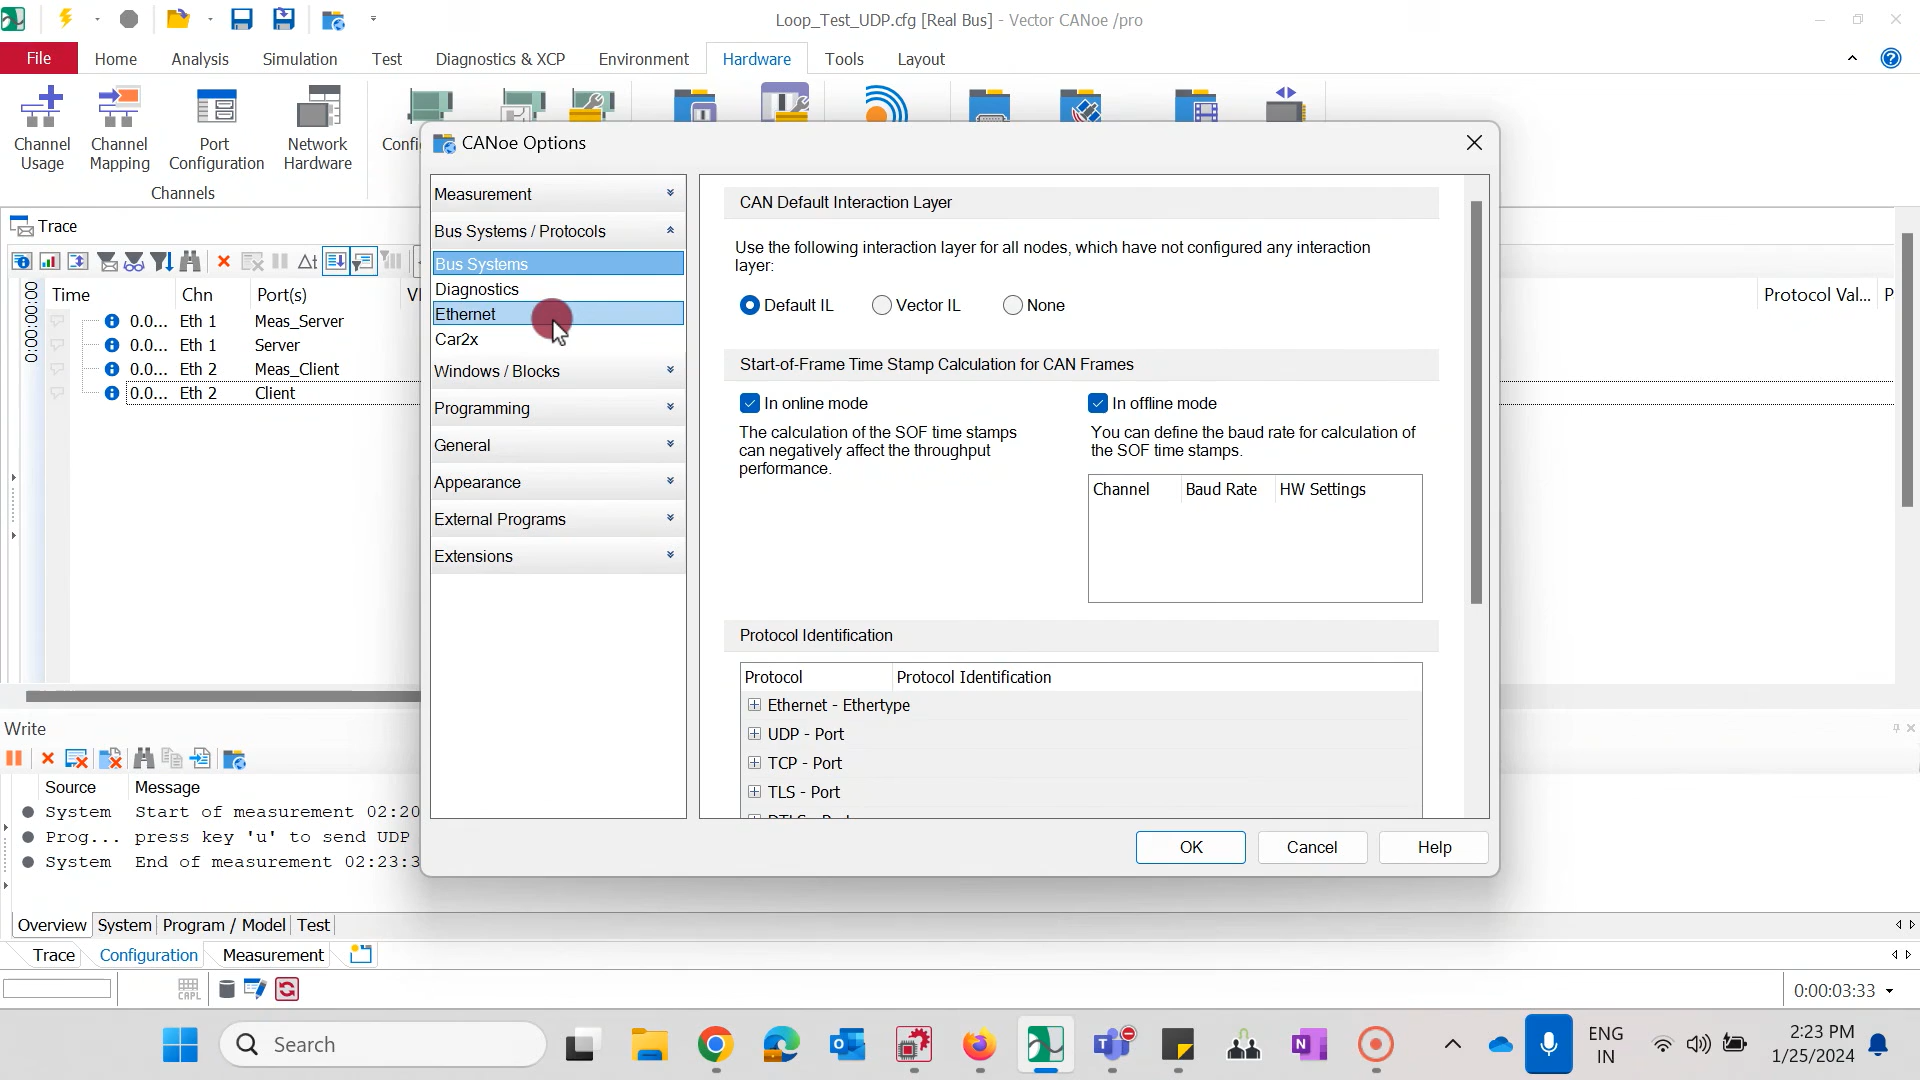 Loop_Test_UDP.cfg [Real Bus] - Vector CANoe /pro
File Home Analysis Simulation Test Diagnostics & XCP Environment Hardware Tools Layout
Channel Usage
Channel Mapping
Port Configuration
Network Hardware
Confi
Channels
Trace
Time Chn Port(s) Protocol Val... P
0:00:00:00
0.0... Eth 1 Meas_Server
0.0... Eth 1 Server
0.0... Eth 2 Meas_Client
0.0... Eth 2 Client
CANoe Options
Measurement
Bus Systems / Protocols
Bus Systems
Diagnostics
Ethernet
Car2x
Windows / Blocks
Programming
General
Appearance
External Programs
Extensions
CAN Default Interaction Layer
Use the following interaction layer for all nodes, which have not configured any interaction
layer:
Default IL Vector IL None
Start-of-Frame Time Stamp Calculation for CAN Frames
In online mode
The calculation of the SOF time stamps
can negatively affect the throughput
performance.
In offline mode
You can define the baud rate for calculation of
the SOF time stamps.
Channel Baud Rate HW Settings
Protocol Identification
Protocol Protocol Identification
Ethernet - Ethertype
UDP - Port
TCP - Port
TLS - Port
OK Cancel Help
Write
Source Message
System Start of measurement 02:20
Prog... press key 'u' to send UDP
System End of measurement 02:23:3
Overview System Program / Model Test
Trace Configuration Measurement
CAPL
0:00:03:33
Search
ENG
IN
2:23 PM
1/25/2024